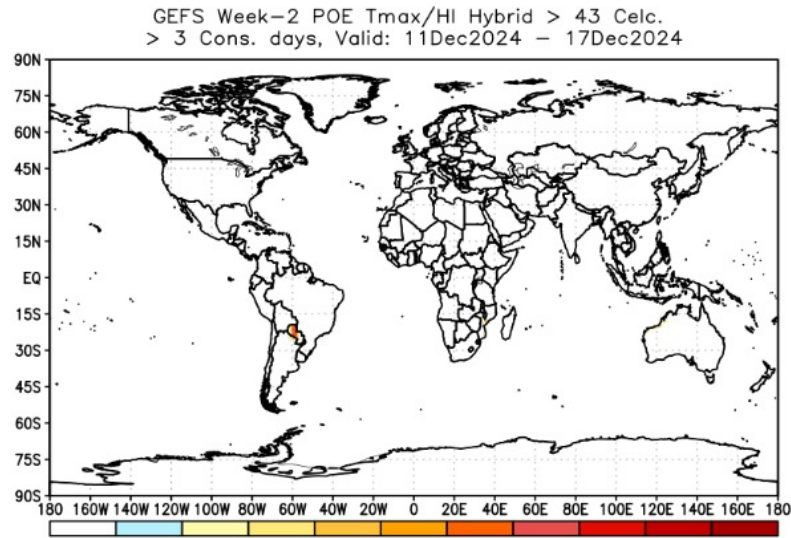 GEFS Week-2 POE Tmax/HI Hybrid > 43 Celc.
> 3 Cons. days, Valid: 11Dec2024 - 17Dec2024
90N
75N
60N
45N
30N
15N
EQ
15S
30S
45S
60S
75S
90S
180 160W 140W 120W 100W 80W 60W 40W 20W 0 20E 40E 60E 80E 100E 120E 140E 160E 180